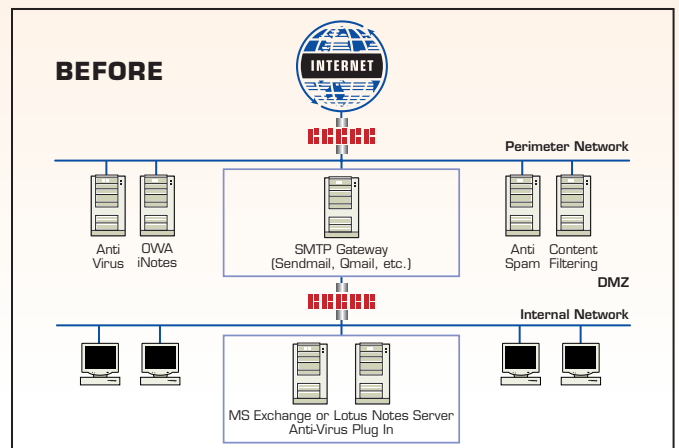 BEFORE
INTERNET
Perimeter Network
Anti
Virus
OWA
iNotes
SMTP Gateway
(Sendmail, Qmail, etc.)
Anti
Spam
Content
Filtering
DMZ
Internal Network
MS Exchange or Lotus Notes Server
Anti-Virus Plug In